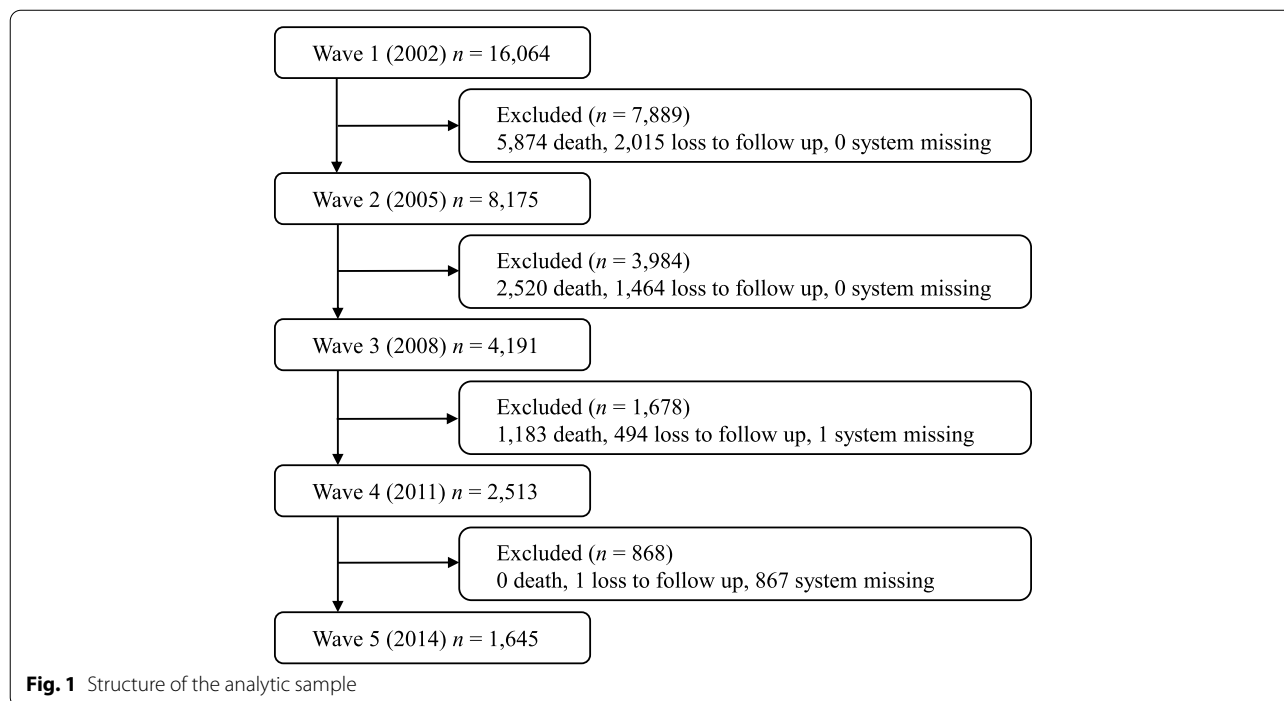 Wave 1 (2002) n = 16,064
Excluded (n = 7,889)
5,874 death, 2,015 loss to follow up, 0 system missing
Wave 2 (2005) n = 8,175
Excluded (n = 3,984)
2,520 death, 1,464 loss to follow up, 0 system missing
Wave 3 (2008) n = 4,191
Excluded (n = 1,678)
1,183 death, 494 loss to follow up, 1 system missing
Wave 4 (2011) n = 2,513
Excluded (n = 868)
0 death, 1 loss to follow up, 867 system missing
Wave 5 (2014) n = 1,645
Fig. 1 Structure of the analytic sample